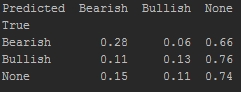 Predicted Bearish Bullish None
True
Bearish 0.28 0.06 0.66
Bullish 0.11 0.13 0.76
None 0.15 0.11 0.74